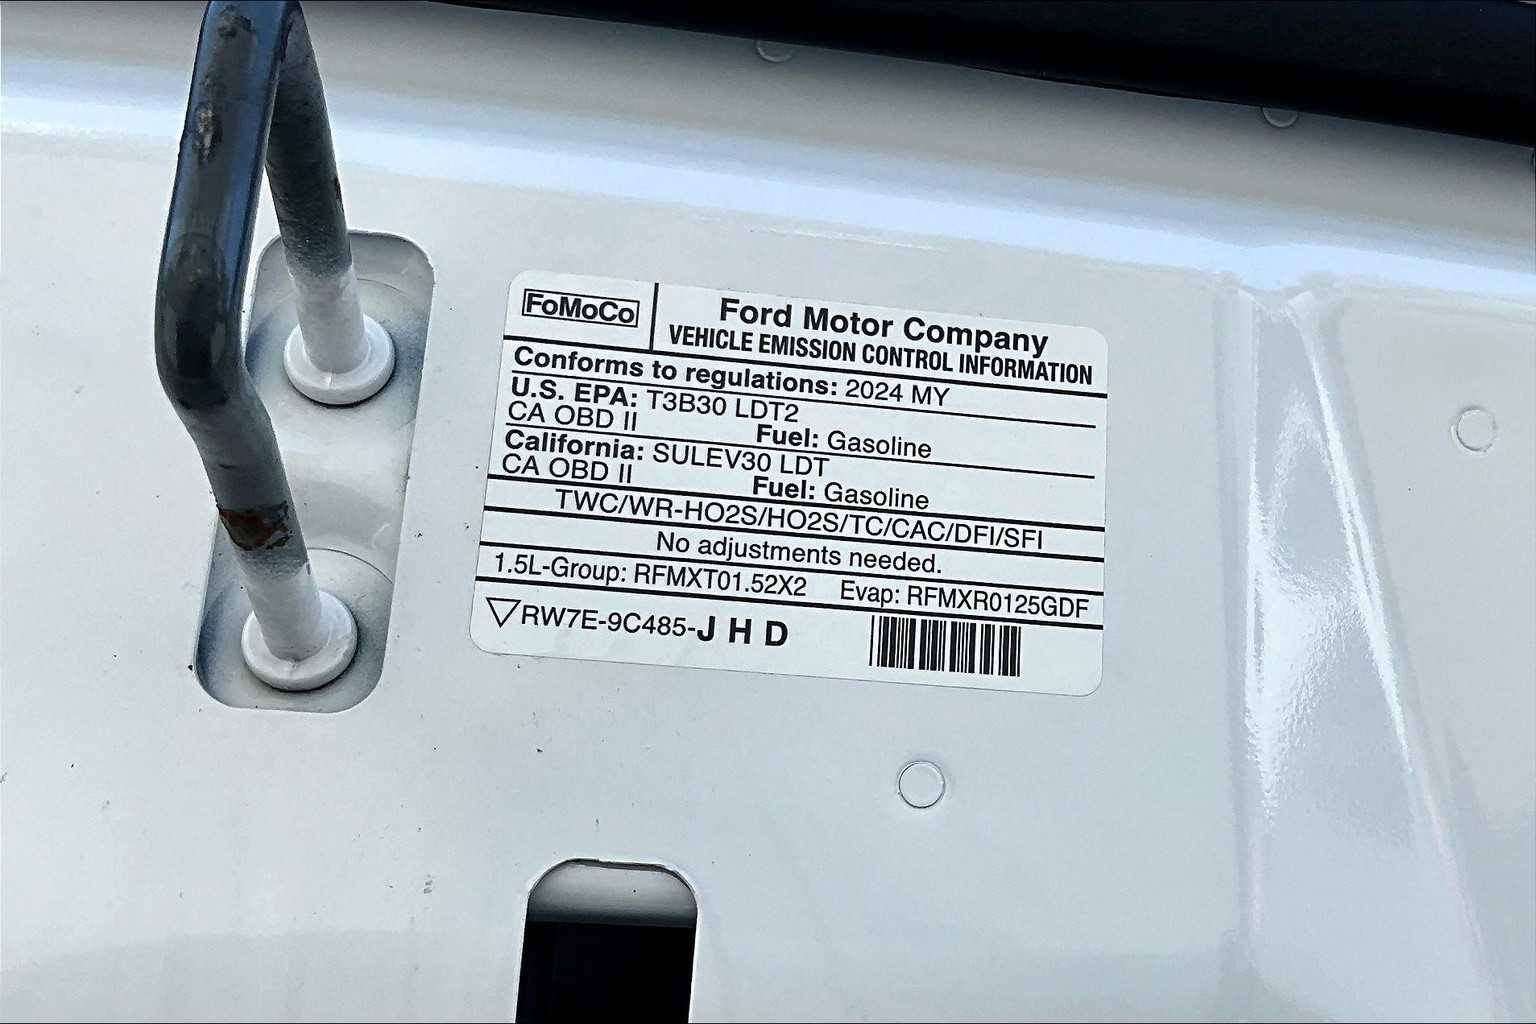 FoMoCo
Ford Motor Company
VEHICLE EMISSION CONTROL INFORMATION
Conforms to regulations: 2024 MY
U.S. EPA: T3B30 LDT2
CA OBD II Fuel: Gasoline
California: SULEV30 LDT
CA OBD II Fuel: Gasoline
TWC/WR-HO2S/HO2S/TC/CAC/DFI/SFI
No adjustments needed.
1.5L-Group: RFMXT01.52X2 Evap: RFMXR0125GDF
RW7E-9C485-J H D